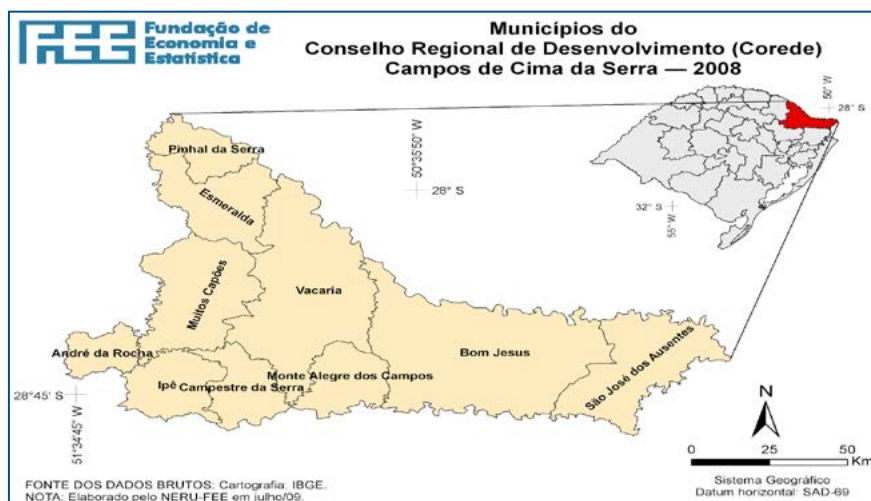 FEE Fundação de
Economia e
Estatística
Municípios do
Conselho Regional de Desenvolvimento (Corede)
Campos de Cima da Serra — 2008
50° W
28° S
Pinhal da Serra
50°35'50" W
28° S
Esmeralda
32° S
55° W
Muitos Capões
Vacaria
André da Rocha
Bom Jesus
São José dos Ausentes
Ipê
Campestre da Serra
Monte Alegre dos Campos
28°45' S
51°34'45" W
N
0 25 50
Km
FONTE DOS DADOS BRUTOS: Cartografia: IBGE.
NOTA: Elaborado pelo NERU-FEE em julho/09.
Sistema Geográfico
Datum horizontal: SAD-69